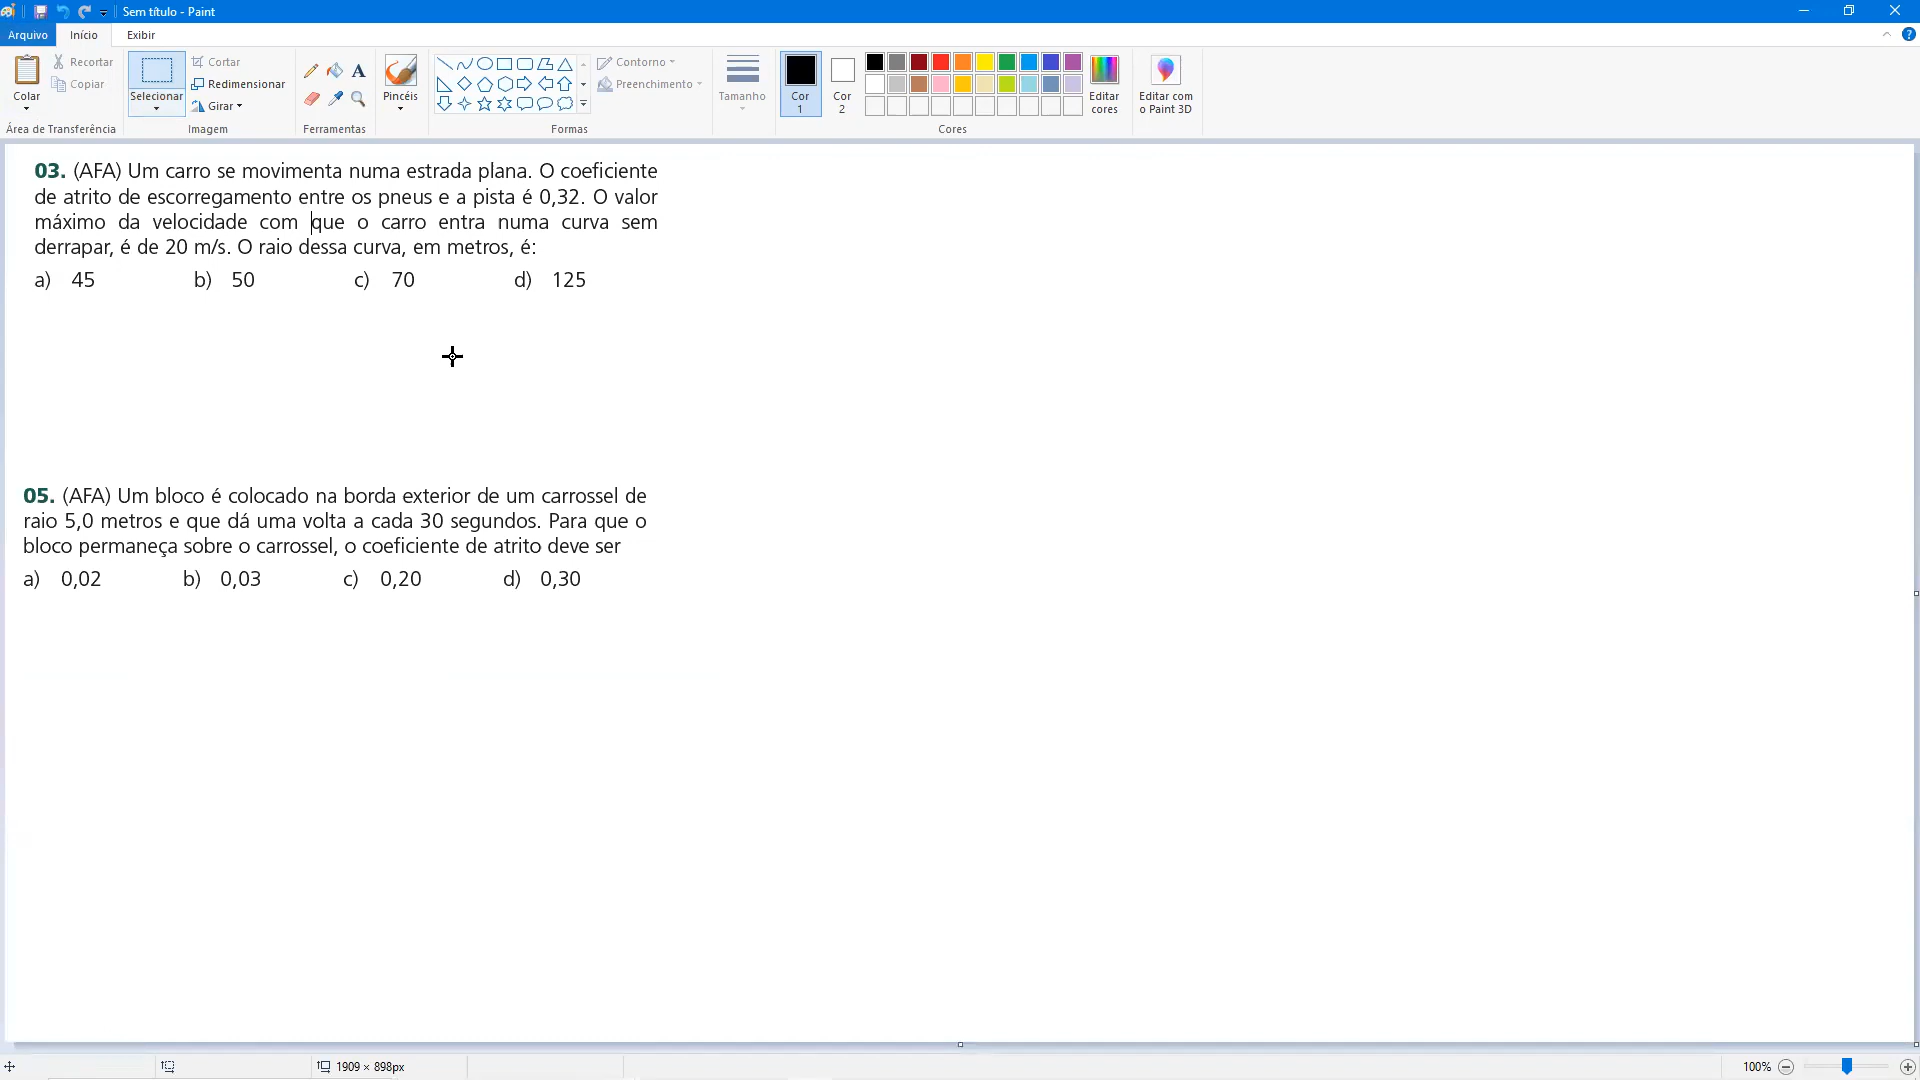 Sem título - Paint
Arquivo Início Exibir
Colar
Recortar
Copiar
Área de Transferência
Selecionar
Cortar
Redimensionar
Girar
Imagem
A
Ferramentas
Pincéis
Formas
Contorno
Preenchimento
Tamanho
Cor 1
Cor 2
Cores
Editar cores
Editar com o Paint 3D
?
03. (AFA) Um carro se movimenta numa estrada plana. O coeficiente
de atrito de escorregamento entre os pneus e a pista é 0,32. O valor
máximo da velocidade com que o carro entra numa curva sem
derrapar, é de 20 m/s. O raio dessa curva, em metros, é:
a) 45 b) 50 c) 70 d) 125
05. (AFA) Um bloco é colocado na borda exterior de um carrossel de
raio 5,0 metros e que dá uma volta a cada 30 segundos. Para que o
bloco permaneça sobre o carrossel, o coeficiente de atrito deve ser
a) 0,02 b) 0,03 c) 0,20 d) 0,30
1909 × 898px
100%